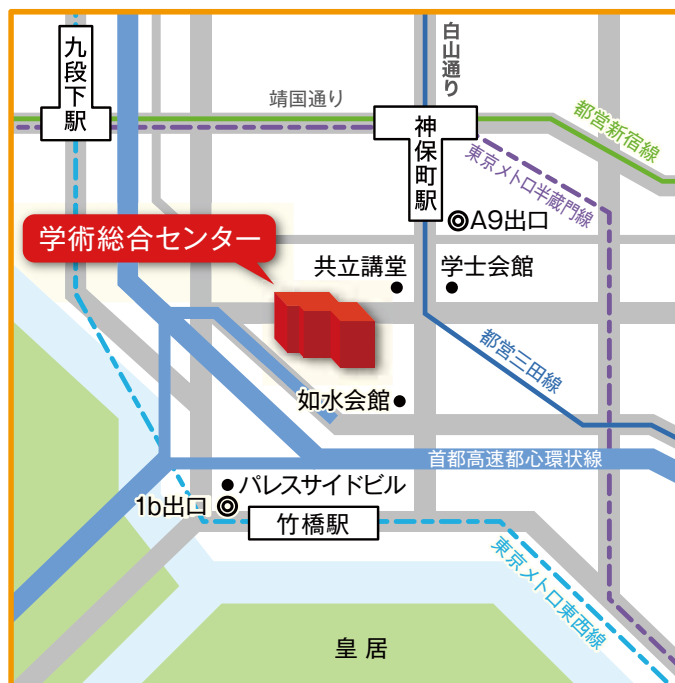 九段下駅
白山通り
靖国通り
神保町駅
都営新宿線
東京メトロ半蔵門線
A9出口
学術総合センター
共立講堂
学士会館
都営三田線
如水会館
首都高速都心環状線
パレスサイドビル
1b出口
竹橋駅
東京メトロ東西線
皇居